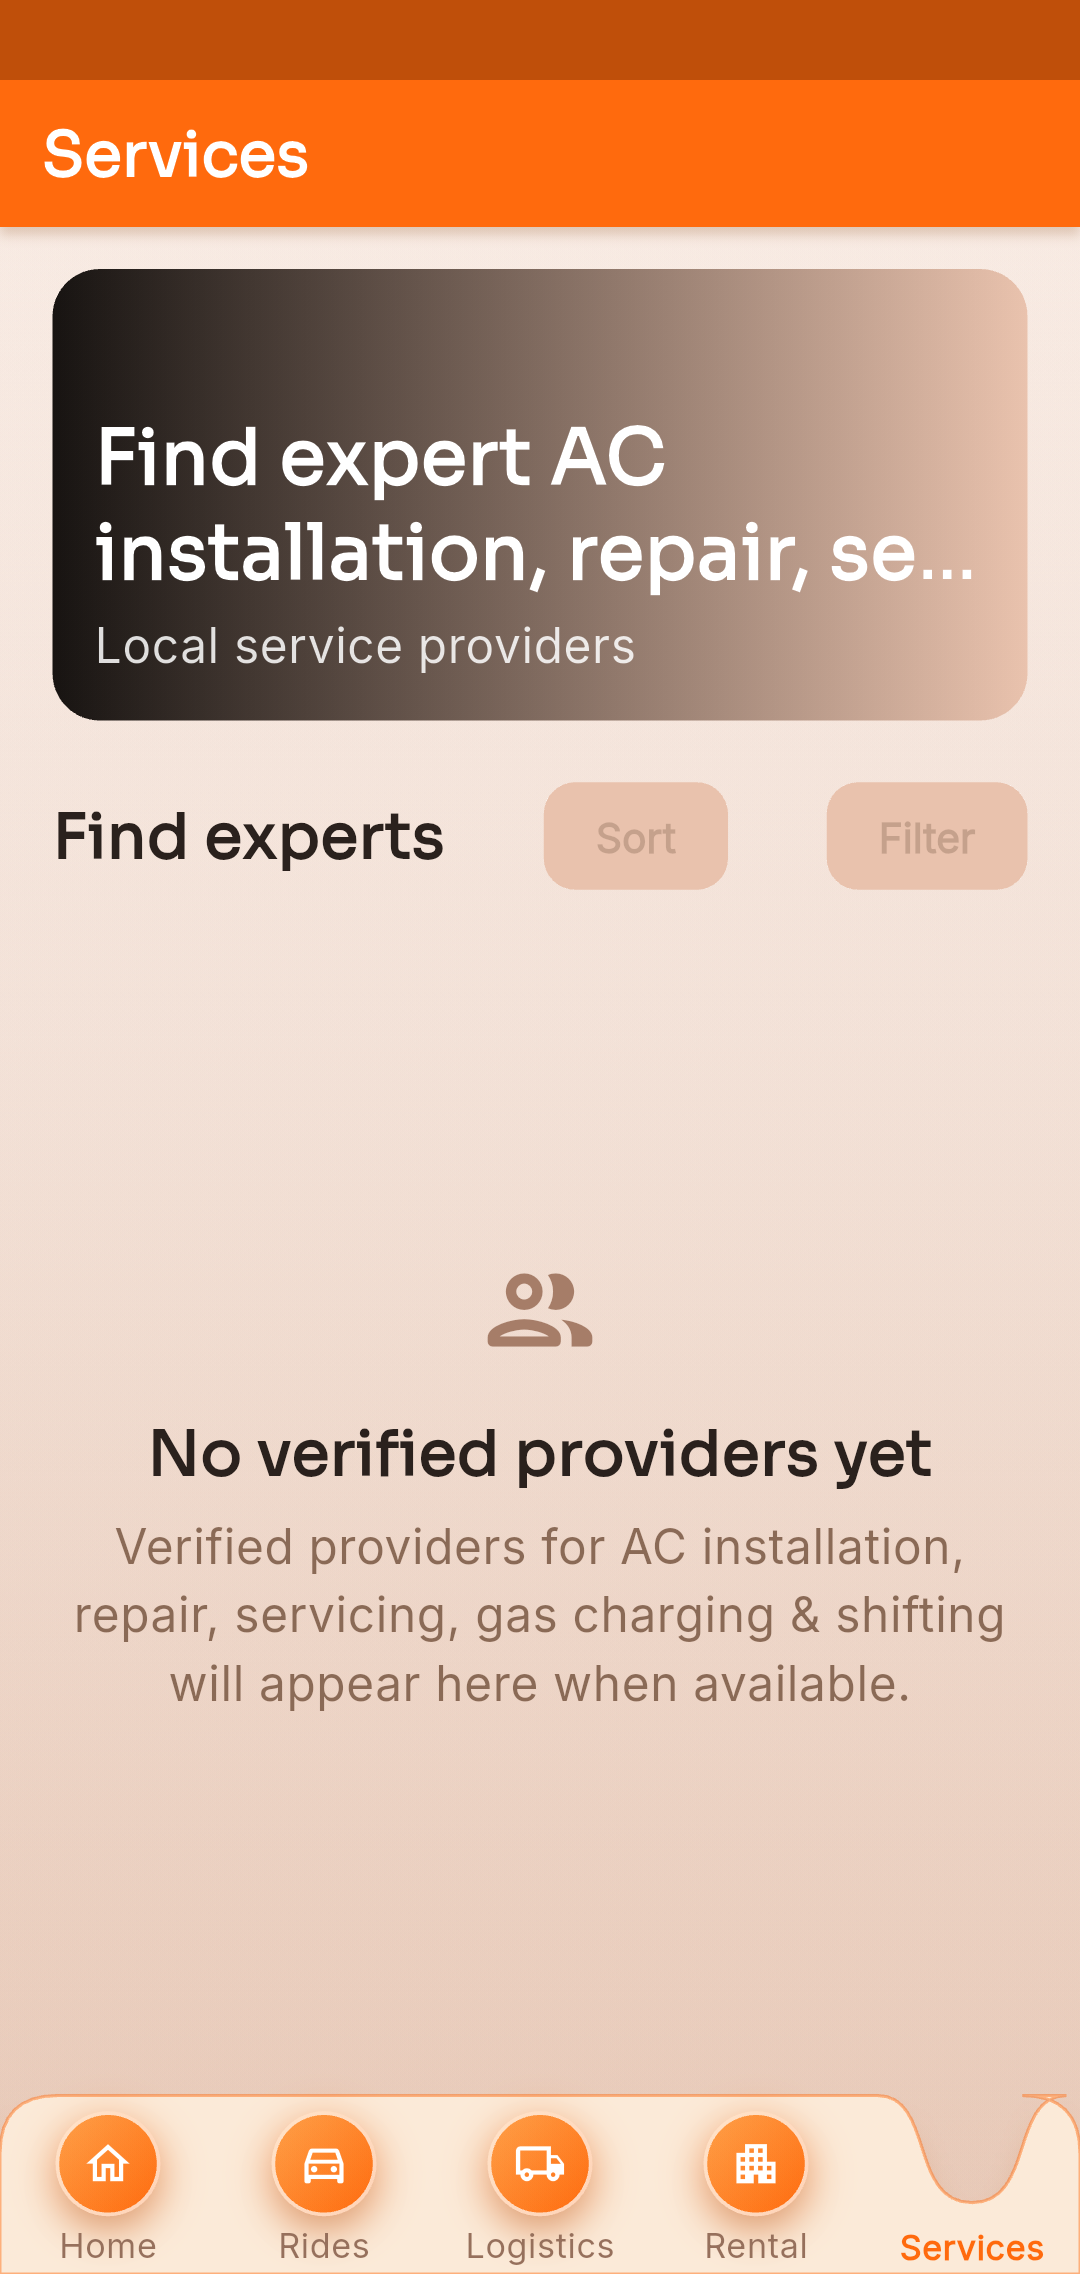 Services
Find expert AC
installation, repair, se...
Local service providers
Find experts
Sort
Filter
No verified providers yet
Verified providers for AC installation,
repair, servicing, gas charging & shifting
will appear here when available.
Home
Rides
Logistics
Rental
Services